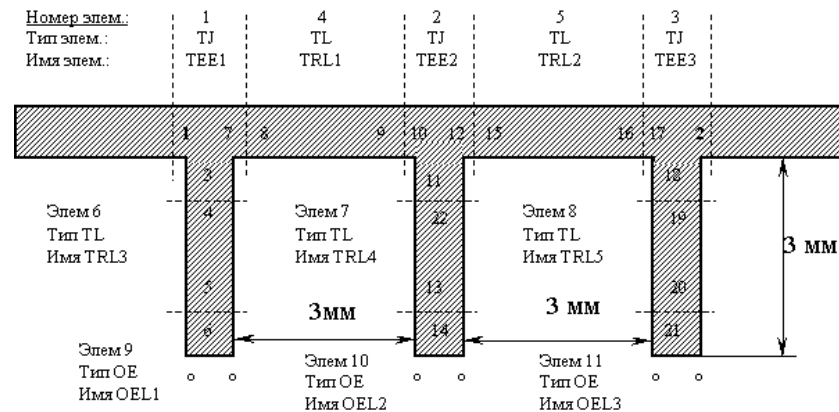 Номер элем.: 1 4 2 5 3
Тип элем.: TJ TL TJ TL TJ
Имя элем.: TEE1 TRL1 TEE2 TRL2 TEE3
1 7 8 9 10 12 15 16 17 2
3 11 18
4 22 19
Элем 6
Тип TL
Имя TRL3
Элем 7
Тип TL
Имя TRL4
Элем 8
Тип TL
Имя TRL5
3 мм
5 13 20
3мм
3 мм
6 14 21
Элем 9
Тип OE
Имя OEL1
Элем 10
Тип OE
Имя OEL2
Элем 11
Тип OE
Имя OEL3